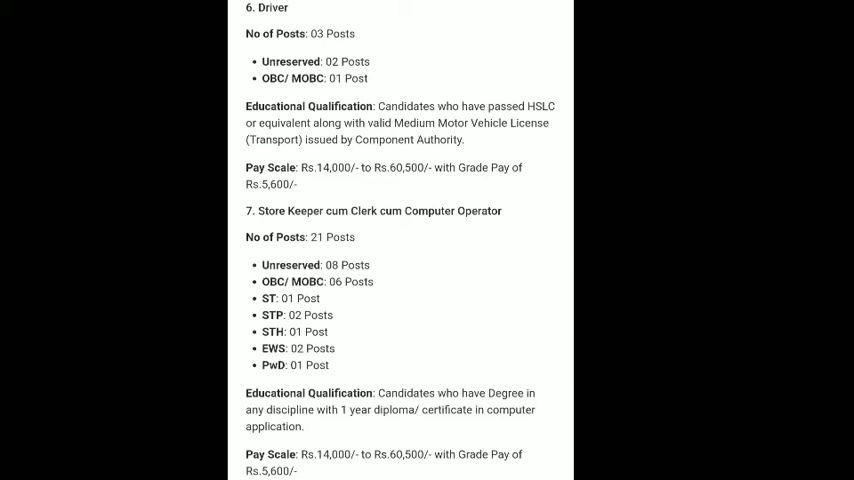 6. Driver
No of Posts: 03 Posts
• Unreserved: 02 Posts
• OBC/ MOBC: 01 Post
Educational Qualification: Candidates who have passed HSLC
or equivalent along with valid Medium Motor Vehicle License
(Transport) issued by Component Authority.
Pay Scale: Rs.14,000/- to Rs.60,500/- with Grade Pay of
Rs.5,600/-
7. Store Keeper cum Clerk cum Computer Operator
No of Posts: 21 Posts
• Unreserved: 08 Posts
• OBC/ MOBC: 06 Posts
• ST: 01 Post
• STP: 02 Posts
• STH: 01 Post
• EWS: 02 Posts
• PwD: 01 Post
Educational Qualification: Candidates who have Degree in
any discipline with 1 year diploma/ certificate in computer
application.
Pay Scale: Rs.14,000/- to Rs.60,500/- with Grade Pay of
Rs.5,600/-